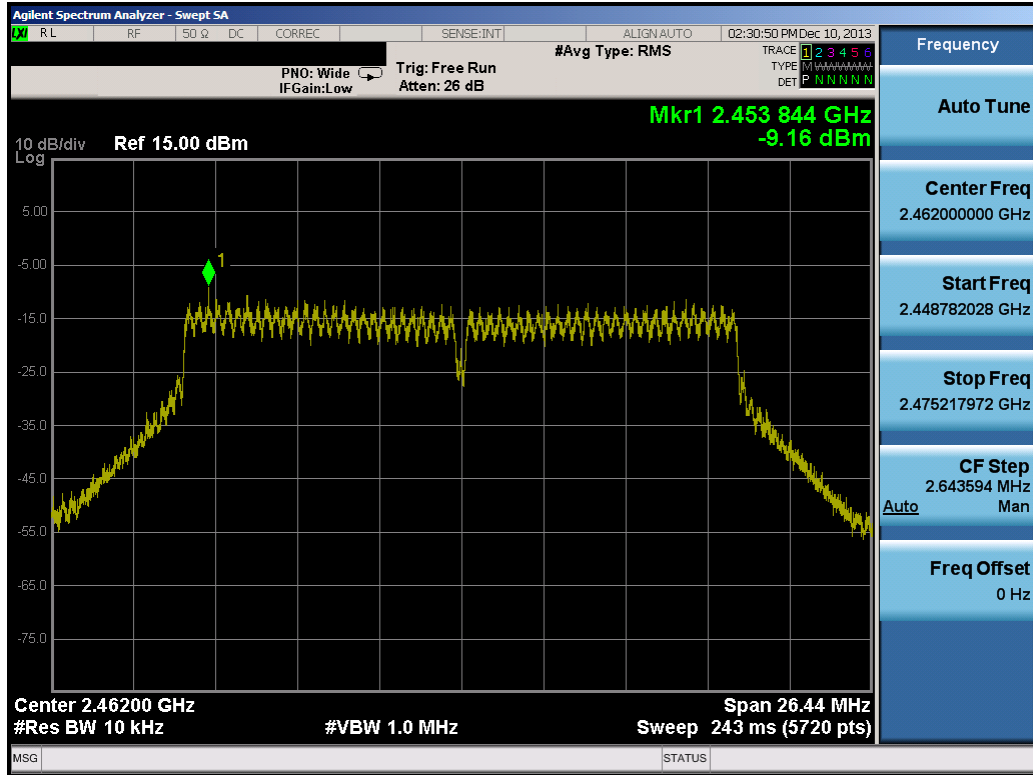 Agilent Spectrum Analyzer - Swept SA
LXI RL RF 50 Ω DC CORREC SENSE:INT ALIGN AUTO 02:30:50 PM Dec 10, 2013
#Avg Type: RMS
TRACE 1 2 3 4 5 6
TYPE M WWWWW
DET P N N N N N
PNO: Wide
IFGain:Low
Trig: Free Run
Atten: 26 dB
Mkr1 2.453 844 GHz
-9.16 dBm
10 dB/div
Log
Ref 15.00 dBm
5.00
-5.00
-15.0
-25.0
-35.0
-45.0
-55.0
-65.0
-75.0
1
Center 2.46200 GHz
Span 26.44 MHz
#Res BW 10 kHz
#VBW 1.0 MHz
Sweep 243 ms (5720 pts)
MSG
STATUS
Frequency
Auto Tune
Center Freq
2.462000000 GHz
Start Freq
2.448782028 GHz
Stop Freq
2.475217972 GHz
CF Step
2.643594 MHz
Auto Man
Freq Offset
0 Hz